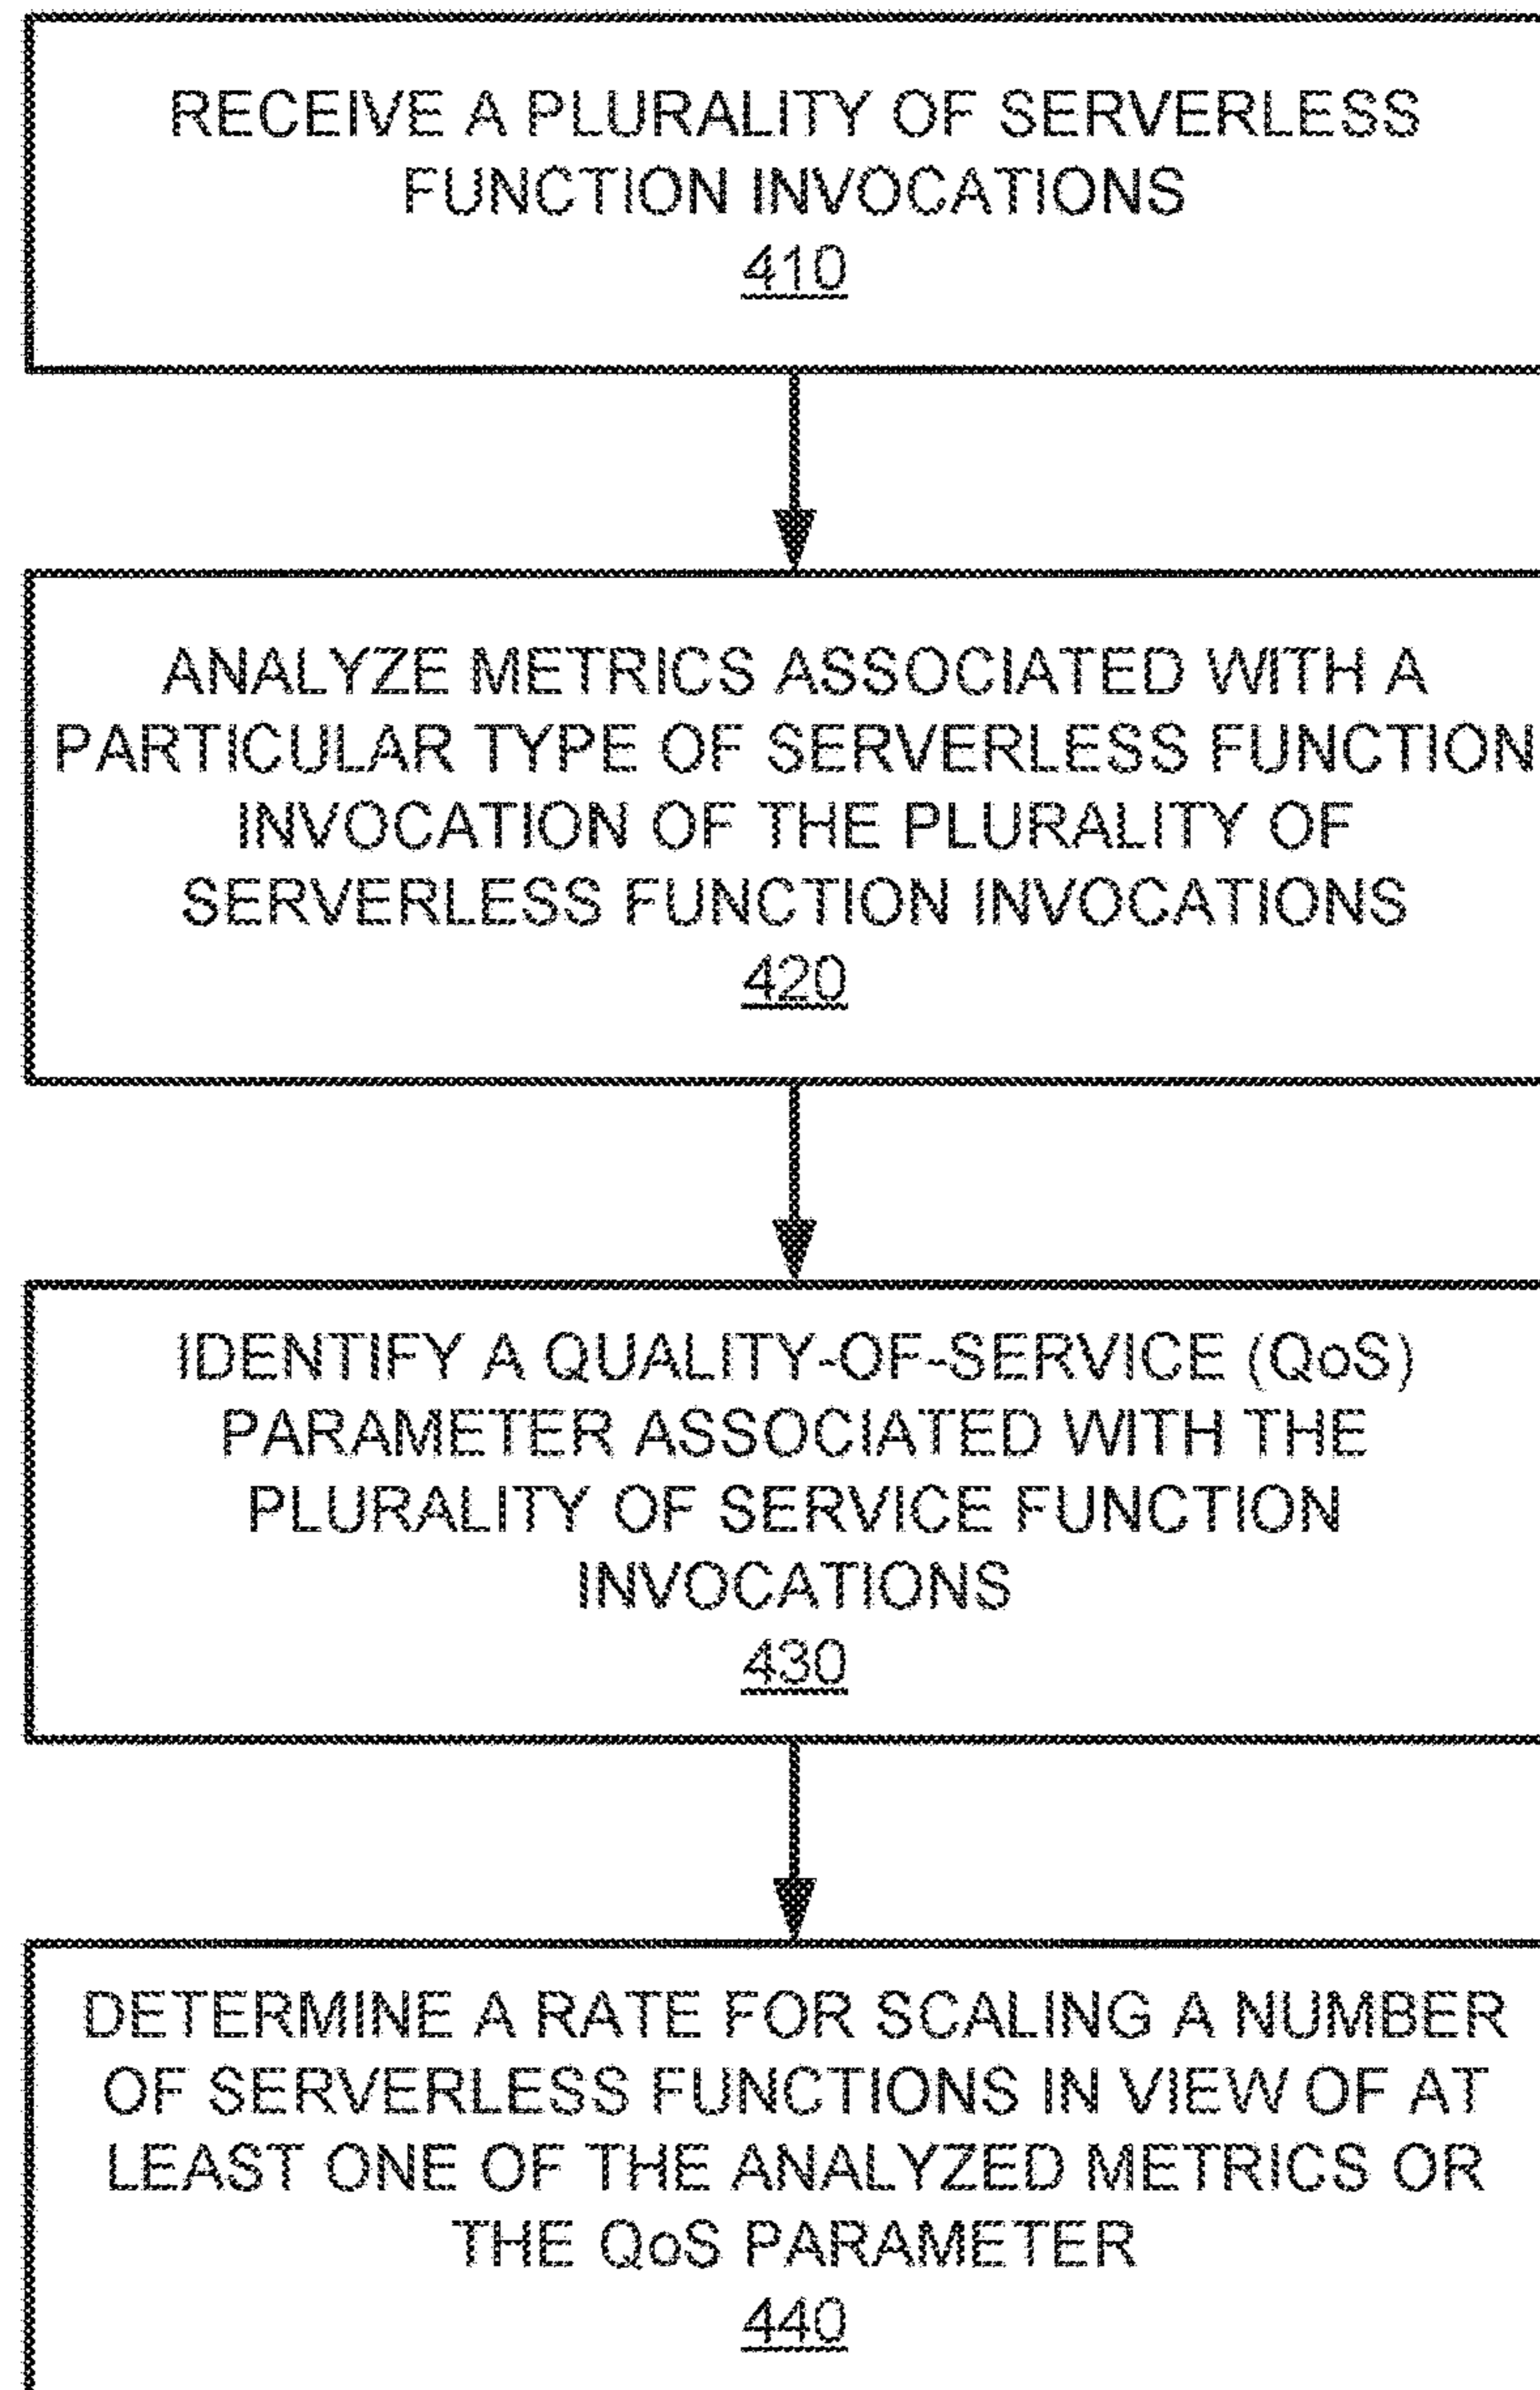 RECEIVE A PLURALITY OF SERVERLESS
FUNCTION INVOCATIONS
410
ANALYZE METRICS ASSOCIATED WITH A
PARTICULAR TYPE OF SERVERLESS FUNCTION
INVOCATION OF THE PLURALITY OF
SERVERLESS FUNCTION INVOCATIONS
420
IDENTIFY A QUALITY-OF-SERVICE (QoS)
PARAMETER ASSOCIATED WITH THE
PLURALITY OF SERVICE FUNCTION
INVOCATIONS
430
DETERMINE A RATE FOR SCALING A NUMBER
OF SERVERLESS FUNCTIONS IN VIEW OF AT
LEAST ONE OF THE ANALYZED METRICS OR
THE QoS PARAMETER
440